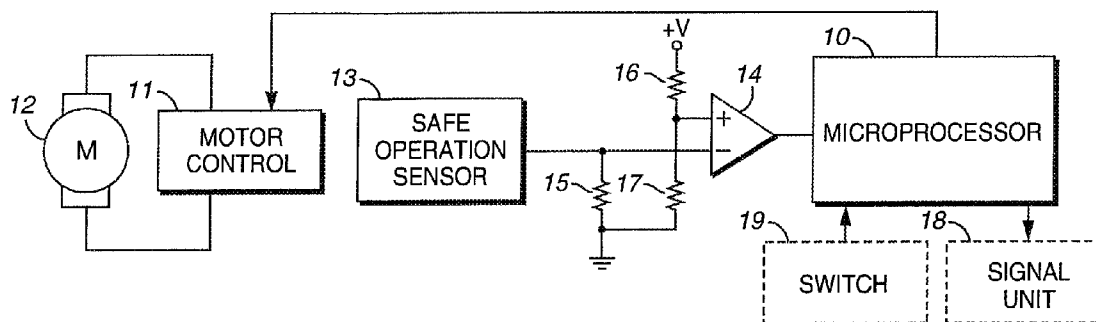 +V
10
16
14
13
11
12
SAFE
OPERATION
SENSOR
MOTOR
CONTROL
M
+
−
MICROPROCESSOR
15
17
19
18
SWITCH
SIGNAL
UNIT